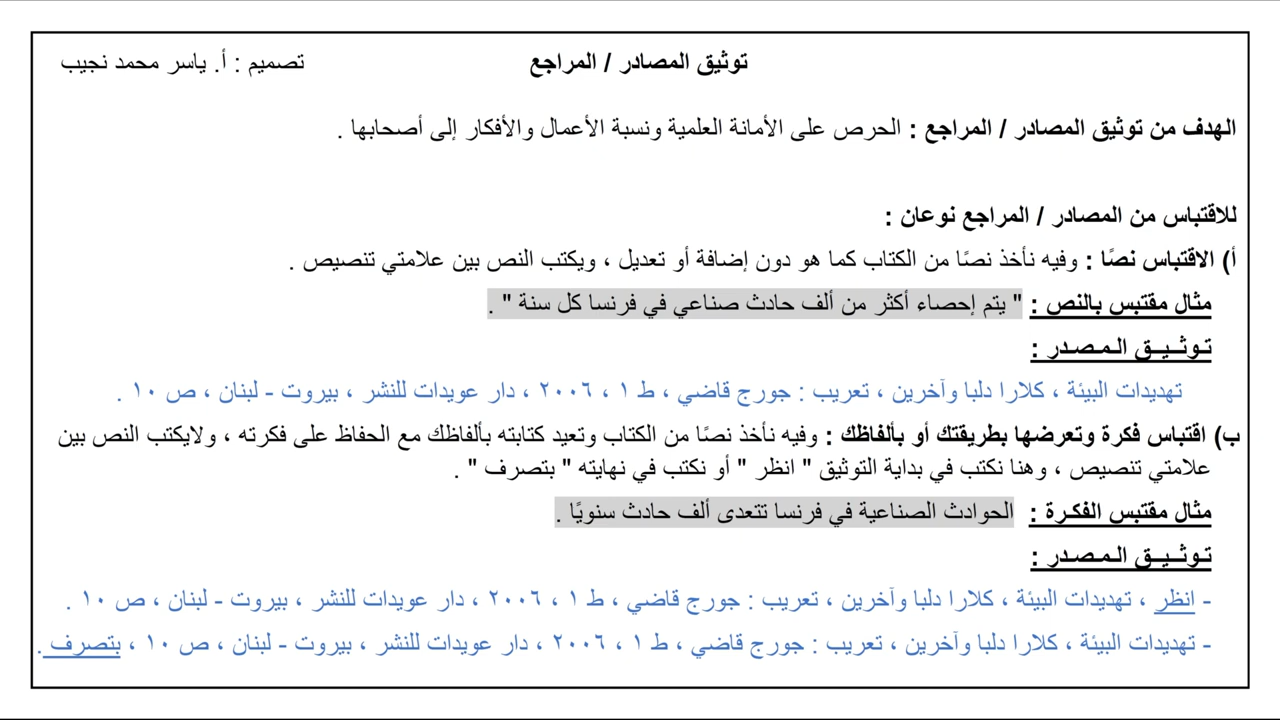 توثيق المصادر / المراجع
تصميم : أ. ياسر محمد نجيب
الهدف من توثيق المصادر / المراجع : الحرص على الأمانة العلمية ونسبة الأعمال والأفكار إلى أصحابها .
للاقتباس من المصادر / المراجع نوعان :
أ) الاقتباس نصًا : وفيه نأخذ نصًا من الكتاب كما هو دون إضافة أو تعديل ، ويكتب النص بين علامتي تنصيص .
مثال مقتبس بالنص : " يتم إحصاء أكثر من ألف حادث صناعي في فرنسا كل سنة " .
تـوثـيـق الـمـصـدر :
تهديدات البيئة ، كلارا دلبا وآخرين ، تعريب : جورج قاضي ، ط ١ ، ٢٠٠٦ ، دار عويدات للنشر ، بيروت - لبنان ، ص ١٠ .
ب) اقتباس فكرة وتعرضها بطريقتك أو بألفاظك : وفيه نأخذ نصًا من الكتاب وتعيد كتابته بألفاظك مع الحفاظ على فكرته ، ولايكتب النص بين
علامتي تنصيص ، وهنا نكتب في بداية التوثيق " انظر " أو نكتب في نهايته " بتصرف " .
مثال مقتبس الفكـرة : الحوادث الصناعية في فرنسا تتعدى ألف حادث سنويًا .
تـوثـيـق الـمـصـدر :
- انظر ، تهديدات البيئة ، كلارا دلبا وآخرين ، تعريب : جورج قاضي ، ط ١ ، ٢٠٠٦ ، دار عويدات للنشر ، بيروت - لبنان ، ص ١٠ .
- تهديدات البيئة ، كلارا دلبا وآخرين ، تعريب : جورج قاضي ، ط ١ ، ٢٠٠٦ ، دار عويدات للنشر ، بيروت - لبنان ، ص ١٠ ، بتصرف .